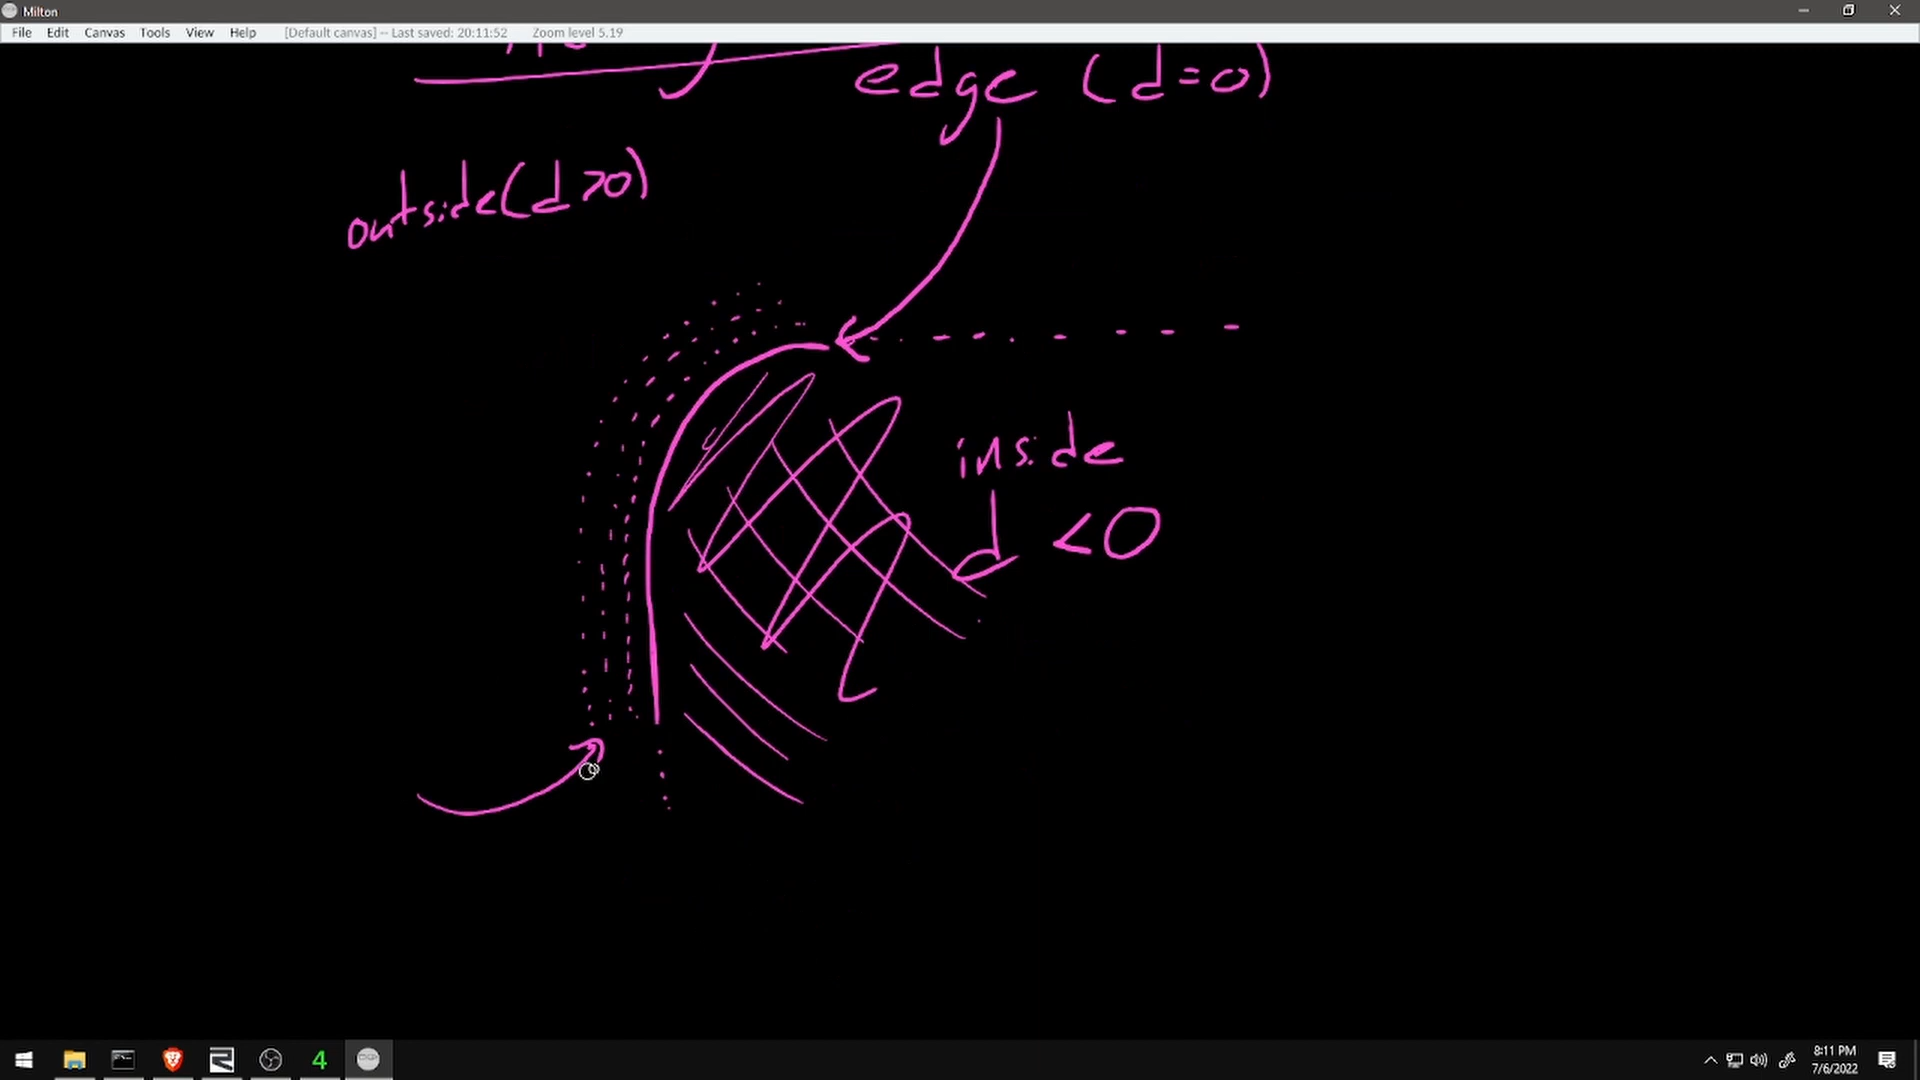 Milton
File Edit Canvas Tools View Help [Default canvas] -- Last saved: 20:11:52 Zoom level 5.19
edge (d=0)
outside(d>0)
inside
d <0
4
8:11 PM
7/6/2022